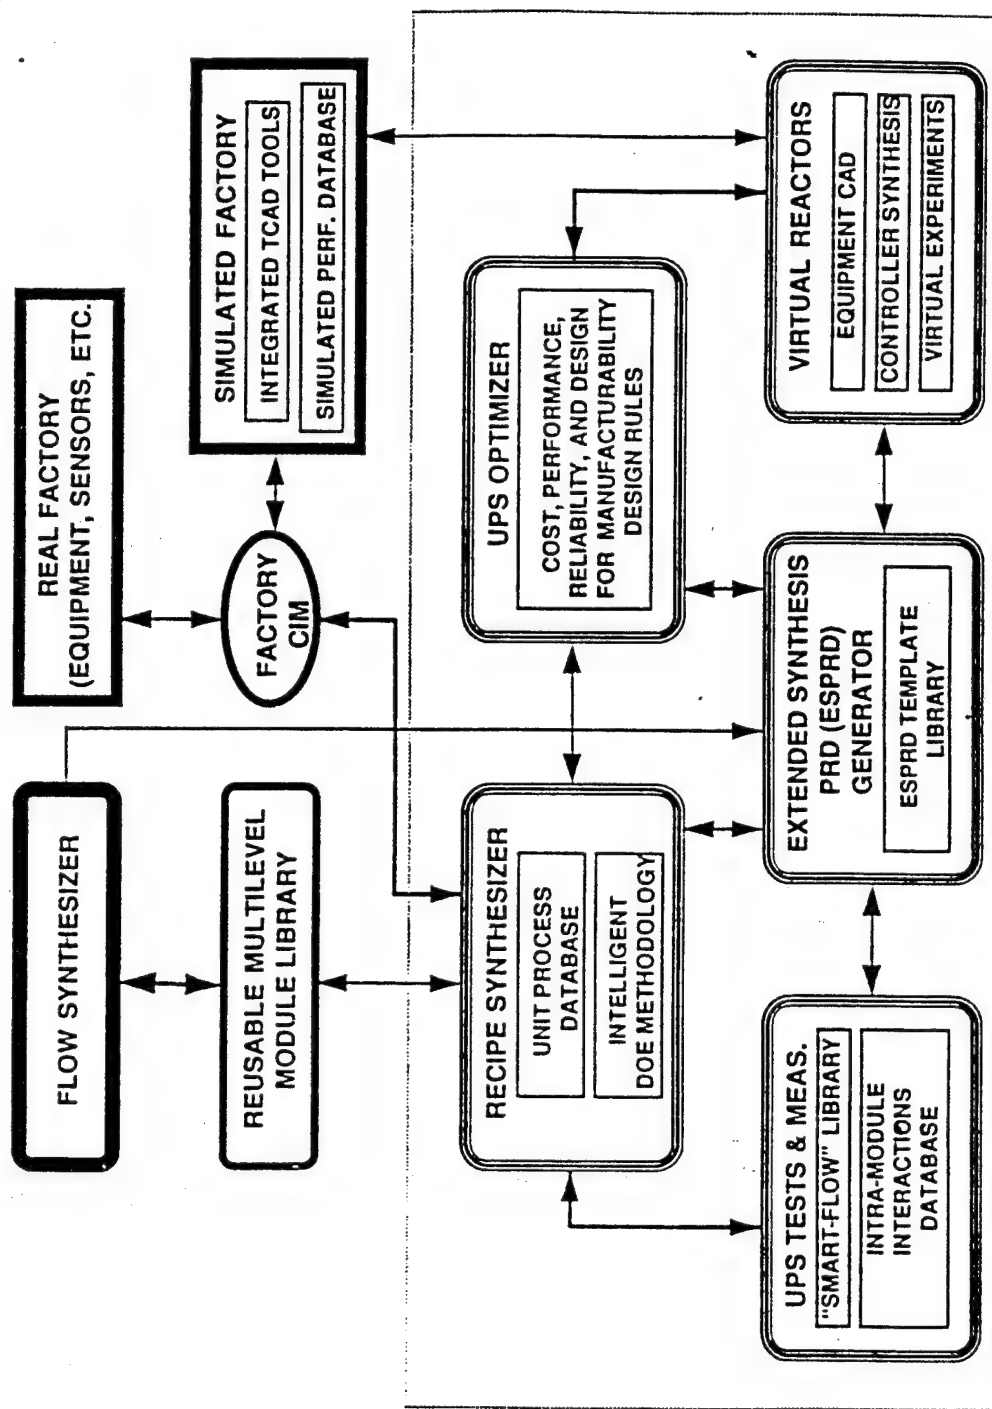 FLOW SYNTHESIZER
REAL FACTORY
(EQUIPMENT, SENSORS, ETC.
REUSABLE MULTILEVEL
MODULE LIBRARY
FACTORY
CIM
SIMULATED FACTORY
INTEGRATED TCAD TOOLS
SIMULATED PERF. DATABASE
RECIPE SYNTHESIZER
UNIT PROCESS
DATABASE
INTELLIGENT
DOE METHODOLOGY
UPS OPTIMIZER
COST, PERFORMANCE,
RELIABILITY, AND DESIGN
FOR MANUFACTURABILITY
DESIGN RULES
UPS TESTS & MEAS.
"SMART-FLOW" LIBRARY
INTRA-MODULE
INTERACTIONS
DATABASE
EXTENDED SYNTHESIS
PRD (ESPRD)
GENERATOR
ESPRD TEMPLATE
LIBRARY
VIRTUAL REACTORS
EQUIPMENT CAD
CONTROLLER SYNTHESIS
VIRTUAL EXPERIMENTS